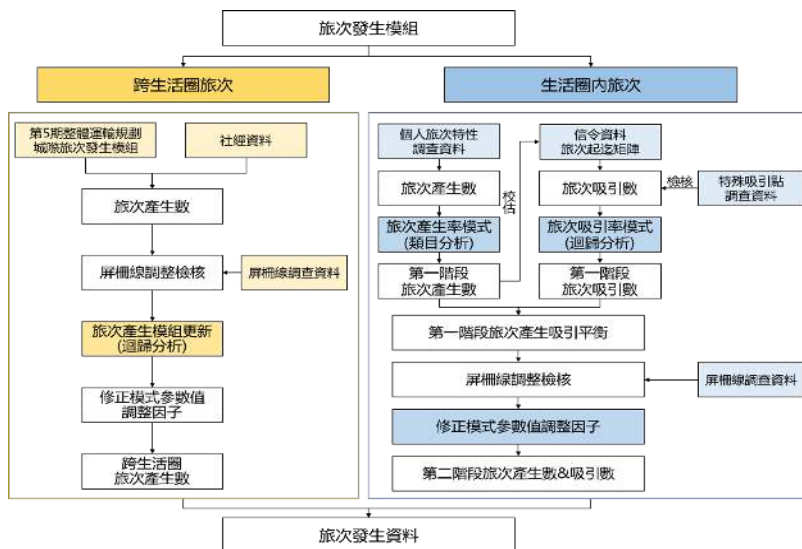 旅次發生模組
跨生活圈旅次
生活圈內旅次
第5期整體運輸規劃
城際旅次發生模組
社經資料
旅次產生數
屏柵線調整檢核
屏柵線調查資料
旅次產生模組更新
(迴歸分析)
修正模式參數值
調整因子
跨生活圈
旅次產生數
個人旅次特性
調查資料
信令資料
旅次起迄矩陣
旅次產生數
校估
旅次吸引數
檢核
特殊吸引點
調查資料
旅次產生率模式
(類目分析)
旅次吸引率模式
(迴歸分析)
第一階段
旅次產生數
第一階段
旅次吸引數
第一階段旅次產生吸引平衡
屏柵線調整檢核
屏柵線調查資料
修正模式參數值調整因子
第二階段旅次產生數&吸引數
旅次發生資料